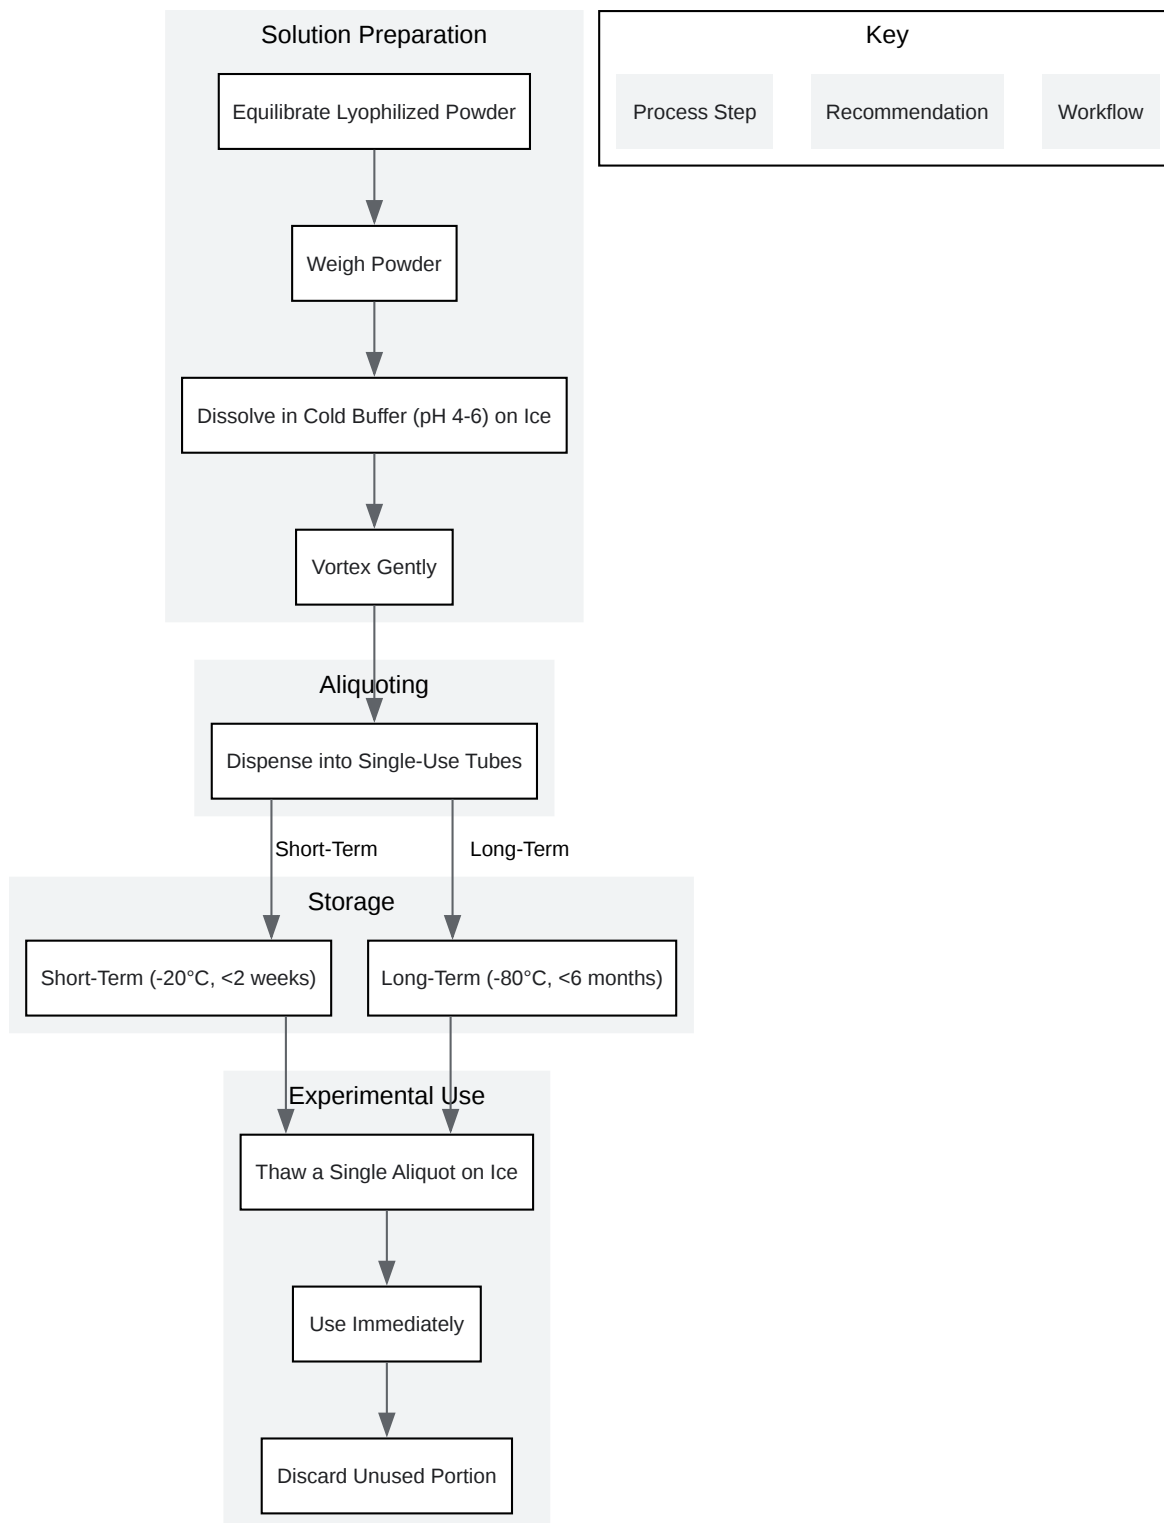 Solution Preparation
Equilibrate Lyophilized Powder
Weigh Powder
Dissolve in Cold Buffer (pH 4-6) on Ice
Vortex Gently
Key
Process Step
Recommendation
Workflow
Aliquoting
Dispense into Single-Use Tubes
Short-Term
Long-Term
Storage
Short-Term (-20°C, <2 weeks)
Long-Term (-80°C, <6 months)
Experimental Use
Thaw a Single Aliquot on Ice
Use Immediately
Discard Unused Portion